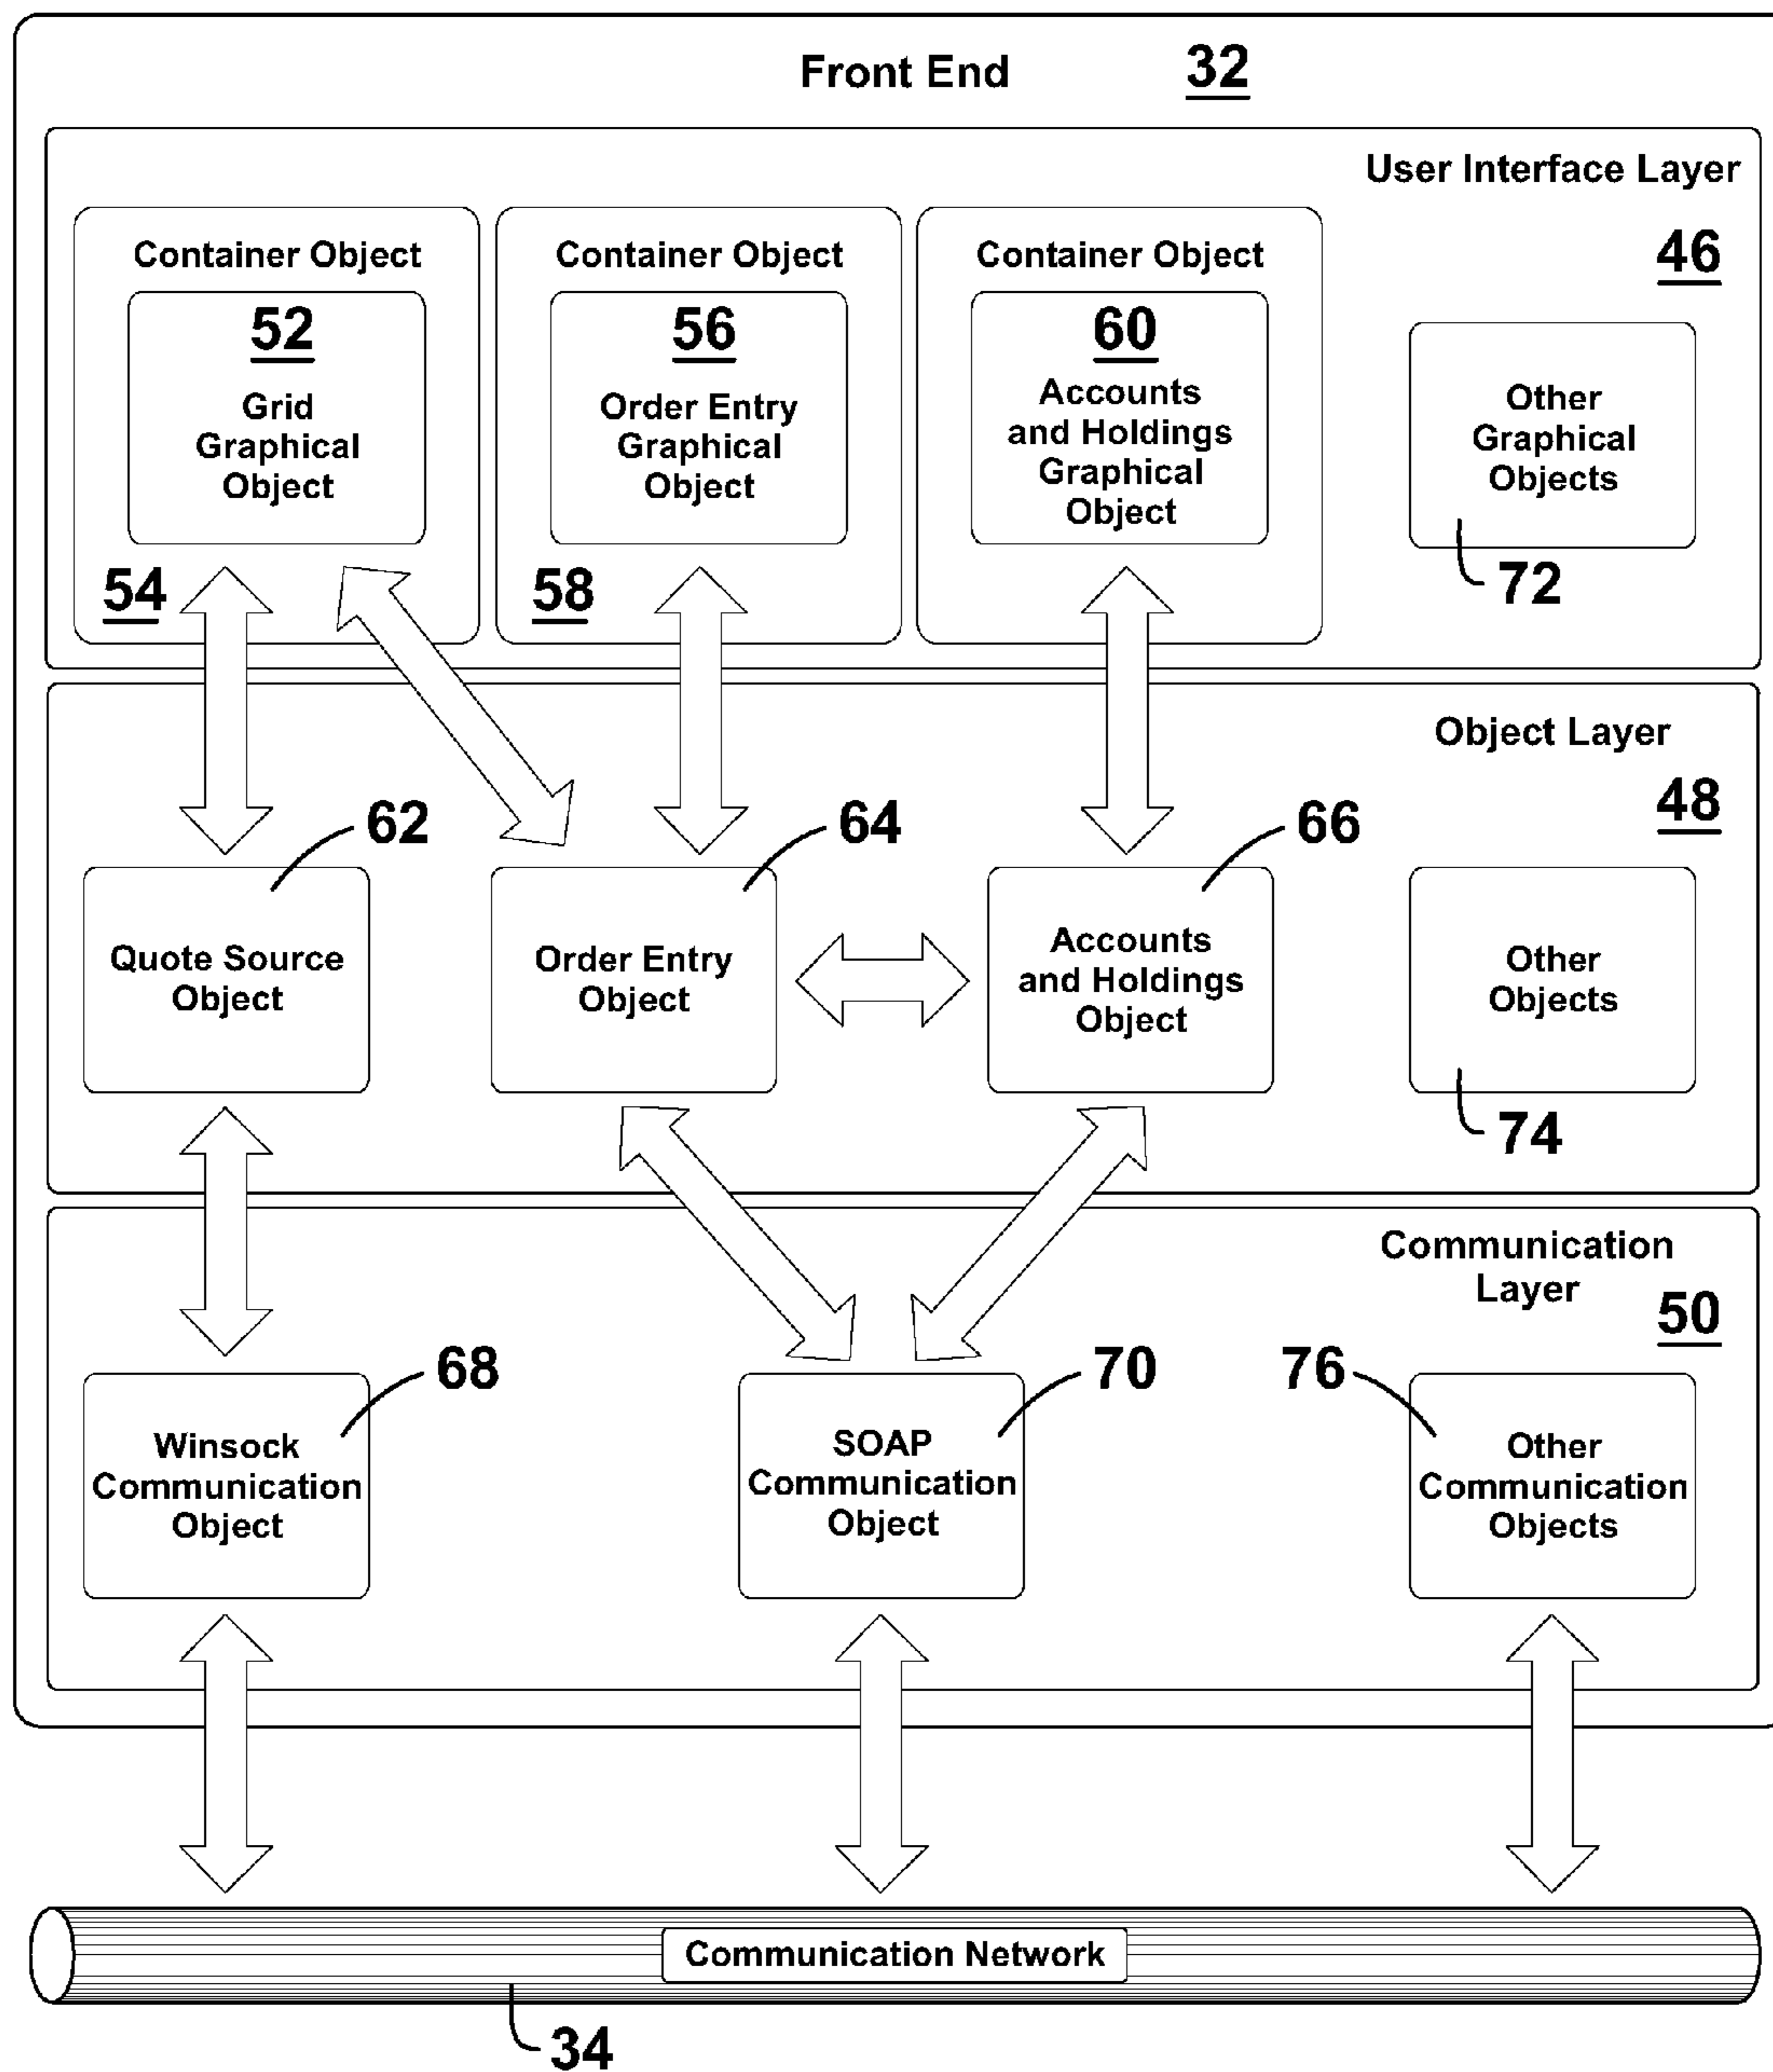 Front End 32
User Interface Layer
46
Container Object
52
Grid
Graphical
Object
54
Container Object
56
Order Entry
Graphical
Object
58
Container Object
60
Accounts
and Holdings
Graphical
Object
Other
Graphical
Objects
72
Object Layer
48
62
Quote Source
Object
64
Order Entry
Object
66
Accounts
and Holdings
Object
Other
Objects
74
Communication
Layer
50
68
Winsock
Communication
Object
70
SOAP
Communication
Object
76
Other
Communication
Objects
Communication Network
34